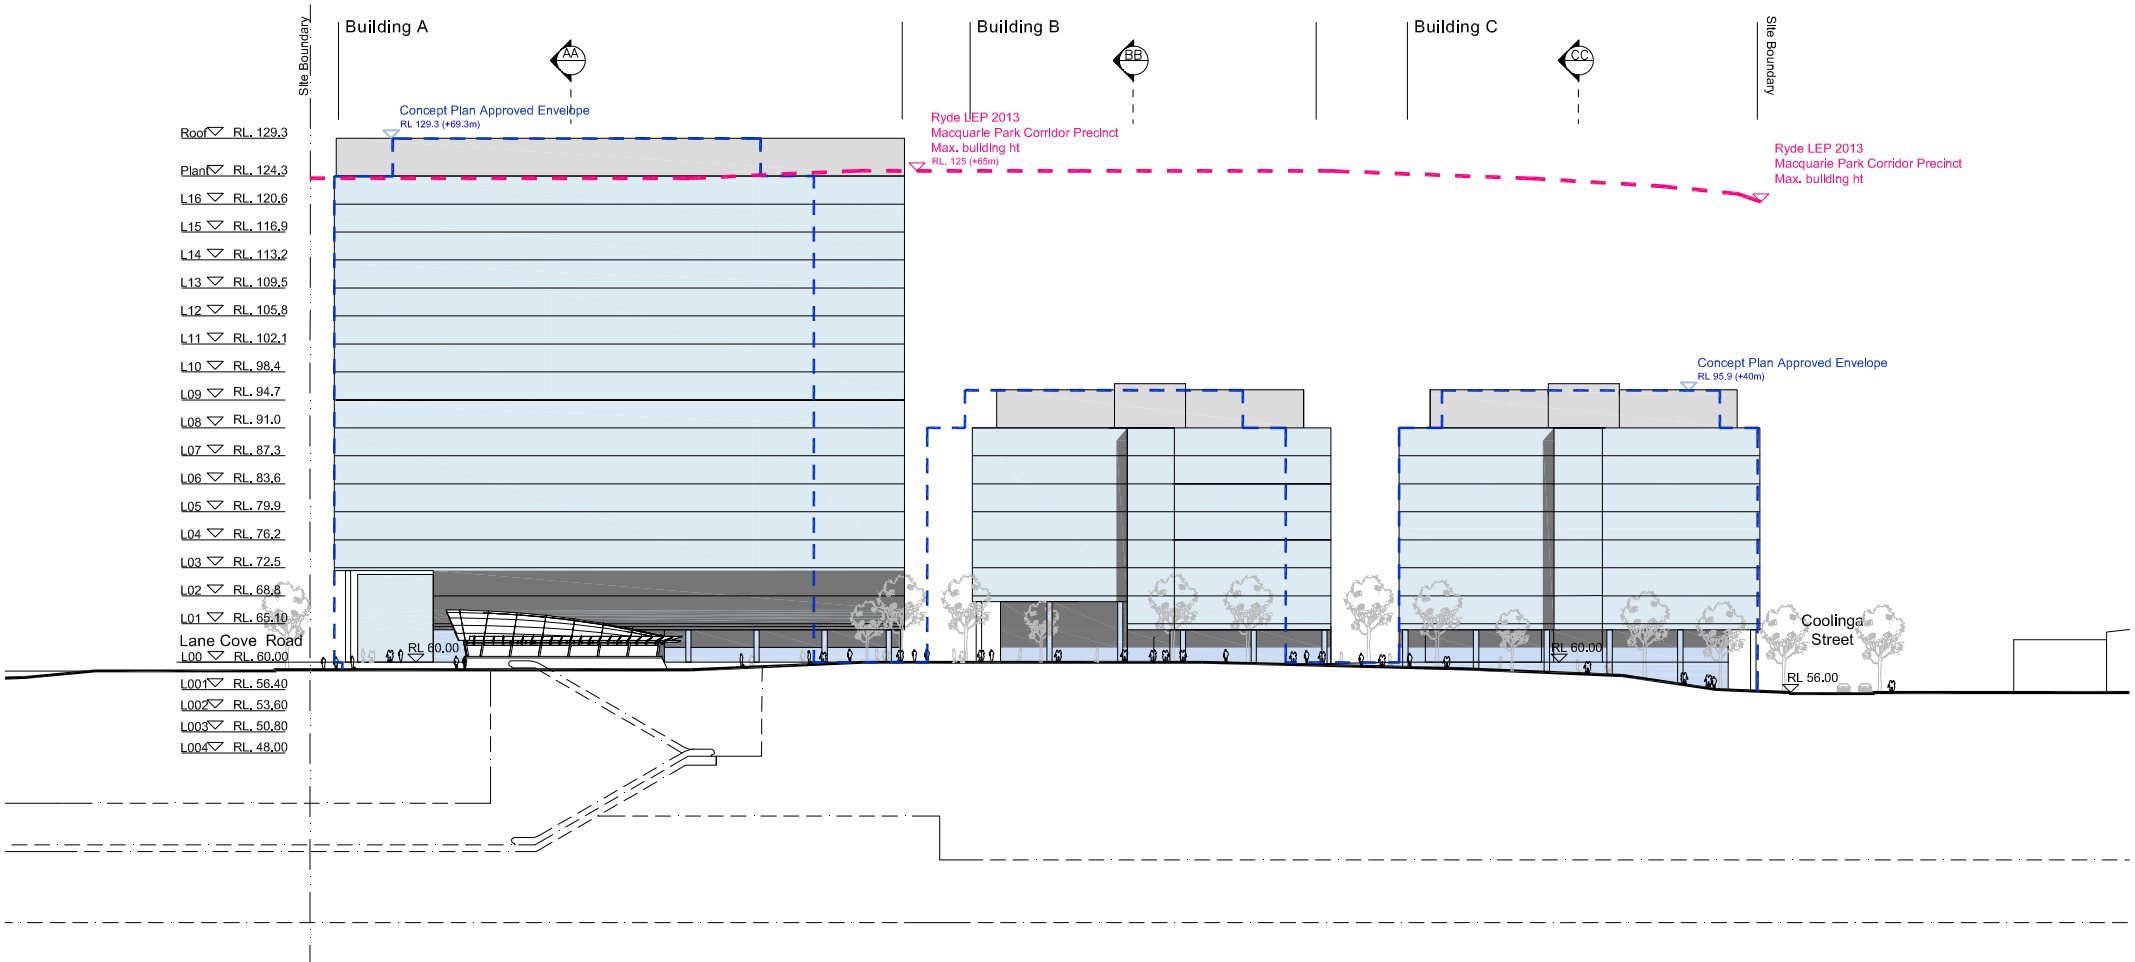 Site Boundary
Building A
AA
Building B
BB
Building C
CC
Site Boundary
Concept Plan Approved Envelope
RL 129.3 (+69.3m)
Ryde LEP 2013
Macquarie Park Corridor Precinct
Max. building ht
RL. 125 (+65m)
Ryde LEP 2013
Macquarie Park Corridor Precinct
Max. building ht
Roof RL. 129.3
Plant RL. 124.3
L16 RL. 120.6
L15 RL. 116.9
L14 RL. 113.2
L13 RL. 109.5
L12 RL. 105.8
L11 RL. 102.1
L10 RL. 98.4
L09 RL. 94.7
L08 RL. 91.0
L07 RL. 87.3
L06 RL. 83.6
L05 RL. 79.9
L04 RL. 76.2
L03 RL. 72.5
L02 RL. 68.8
L01 RL. 65.10
Lane Cove Road
L00 RL. 60.00
L001 RL. 56.40
L002 RL. 53.60
L003 RL. 50.80
L004 RL. 48.00
Concept Plan Approved Envelope
RL 95.9 (+40m)
RL 60.00
RL 60.00
Coolinga
Street
RL 56.00